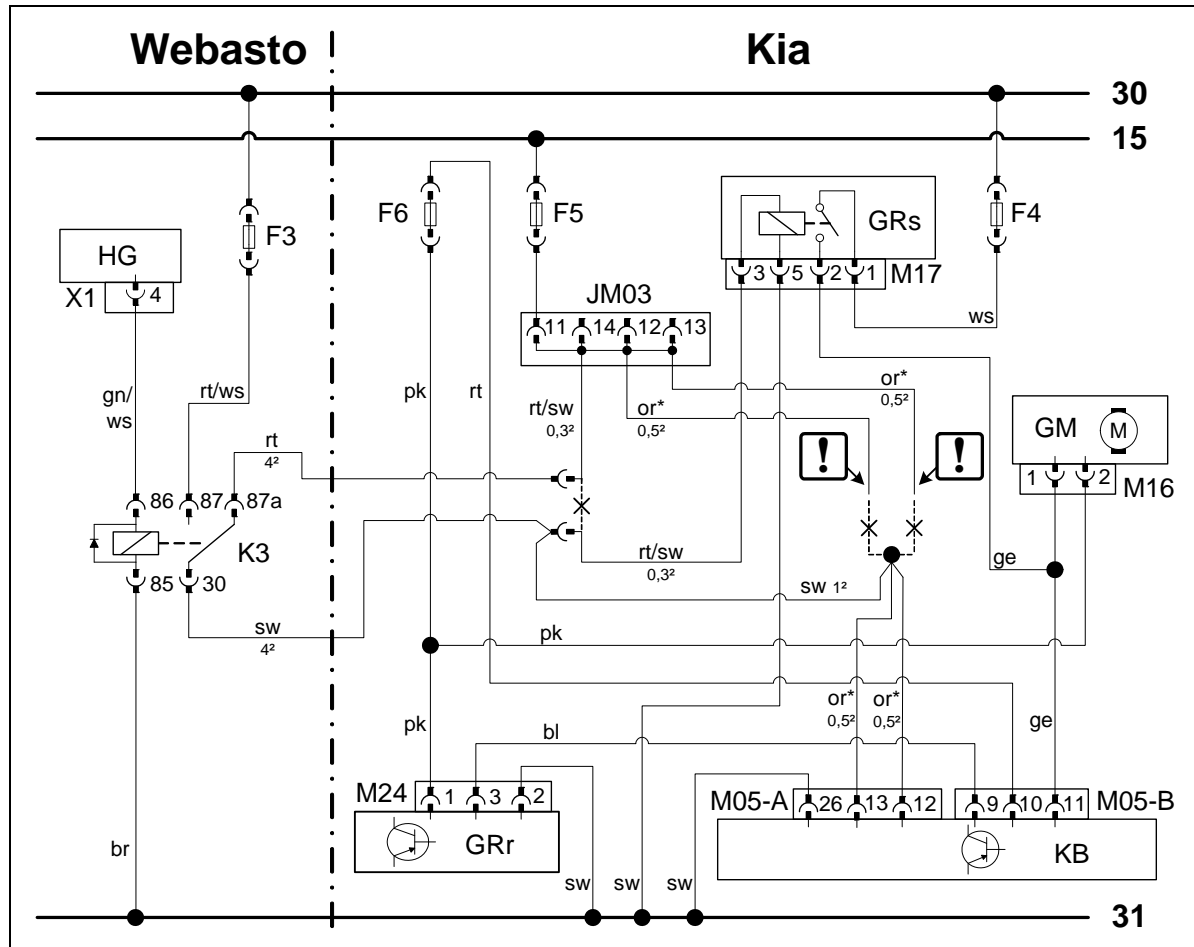 Webasto
Kia
30
15
F3
F6
F5
GRs
F4
HG
3 5 2 1
M17
X1
4
JM03
ws
11 14 12 13
gn/
ws
rt/ws
pk
rt
rt/sw
0,3²
or*
0,5²
or*
0,5²
GM
M
rt
4²
!
!
1
2
M16
86
87
87a
K3
rt/sw
0,3²
ge
85
30
sw 1²
sw
4²
pk
or*
0,5²
or*
0,5²
pk
bl
ge
M24
1 3 2
M05-A
26 13 12
9 10 11
M05-B
GRr
KB
br
sw
sw
sw
31